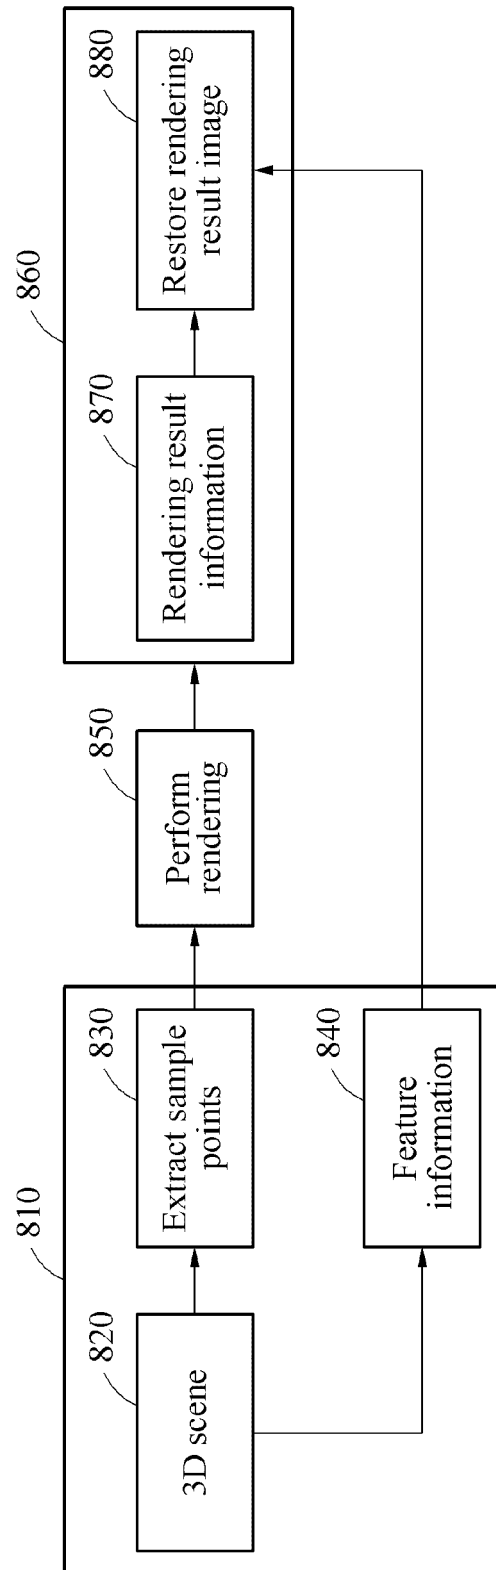 810
820
3D scene
830
Extract sample
points
840
Feature
information
850
Perform
rendering
860
870
Rendering result
information
880
Restore rendering
result image